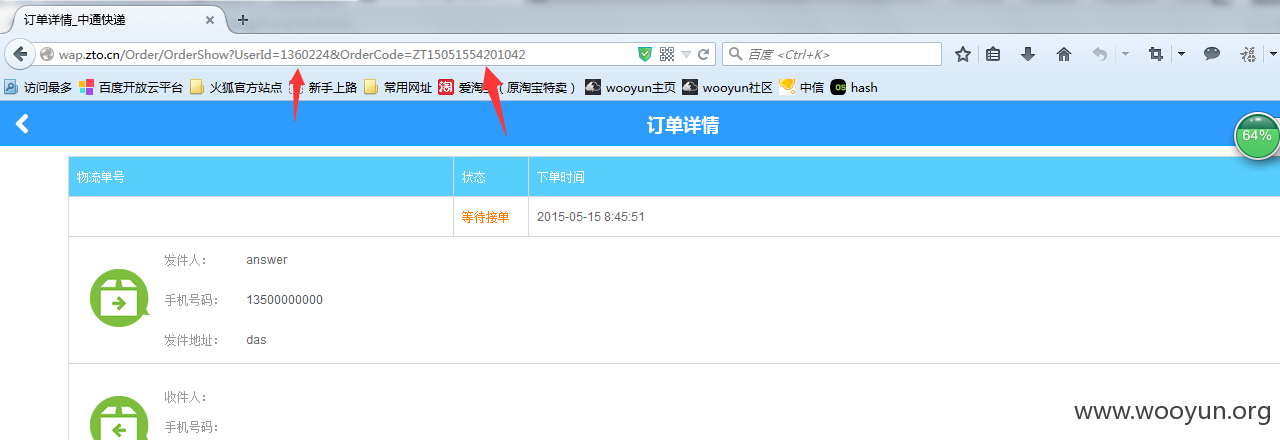 订单详情_中通快递
wap.zto.cn/Order/OrderShow?UserId=1360224&OrderCode=ZT15051554201042
百度 <Ctrl+K>
访问最多 百度开放云平台 火狐官方站点 新手上路 常用网址 爱淘宝（原淘宝特卖） wooyun主页 wooyun社区 中信 hash
订单详情
64%
物流单号 状态 下单时间
等待接单 2015-05-15 8:45:51
发件人： answer
手机号码： 13500000000
发件地址： das
收件人：
手机号码：
www.wooyun.org